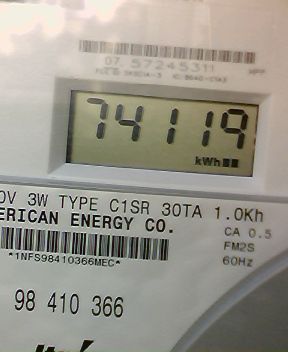 07 57245311
74119
kWh
0V 3W TYPE C1SR 30TA 1.0Kh
ERICAN ENERGY CO. CA 0.5
FM2S
*1NFS98410366MEC* 60Hz
98 410 366